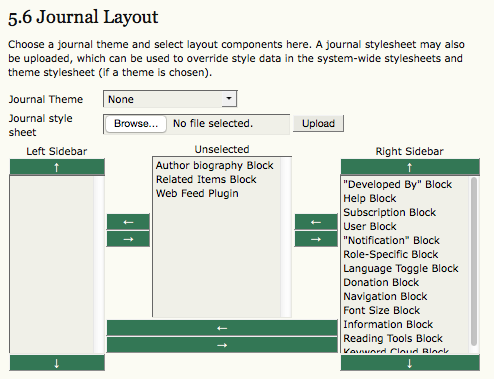 5.6 Journal Layout
Choose a journal theme and select layout components here. A journal stylesheet may also
be uploaded, which can be used to override style data in the system-wide stylesheets and
theme stylesheet (if a theme is chosen).
Journal Theme
None
Journal style
sheet
Browse... No file selected.
Upload
Left Sidebar
↑
↓
Unselected
Author biography Block
Related Items Block
Web Feed Plugin
←
→
←
→
←
→
Right Sidebar
↑
"Developed By" Block
Help Block
Subscription Block
User Block
"Notification" Block
Role-Specific Block
Language Toggle Block
Donation Block
Navigation Block
Font Size Block
Information Block
Reading Tools Block
Keyword Cloud Block
↓